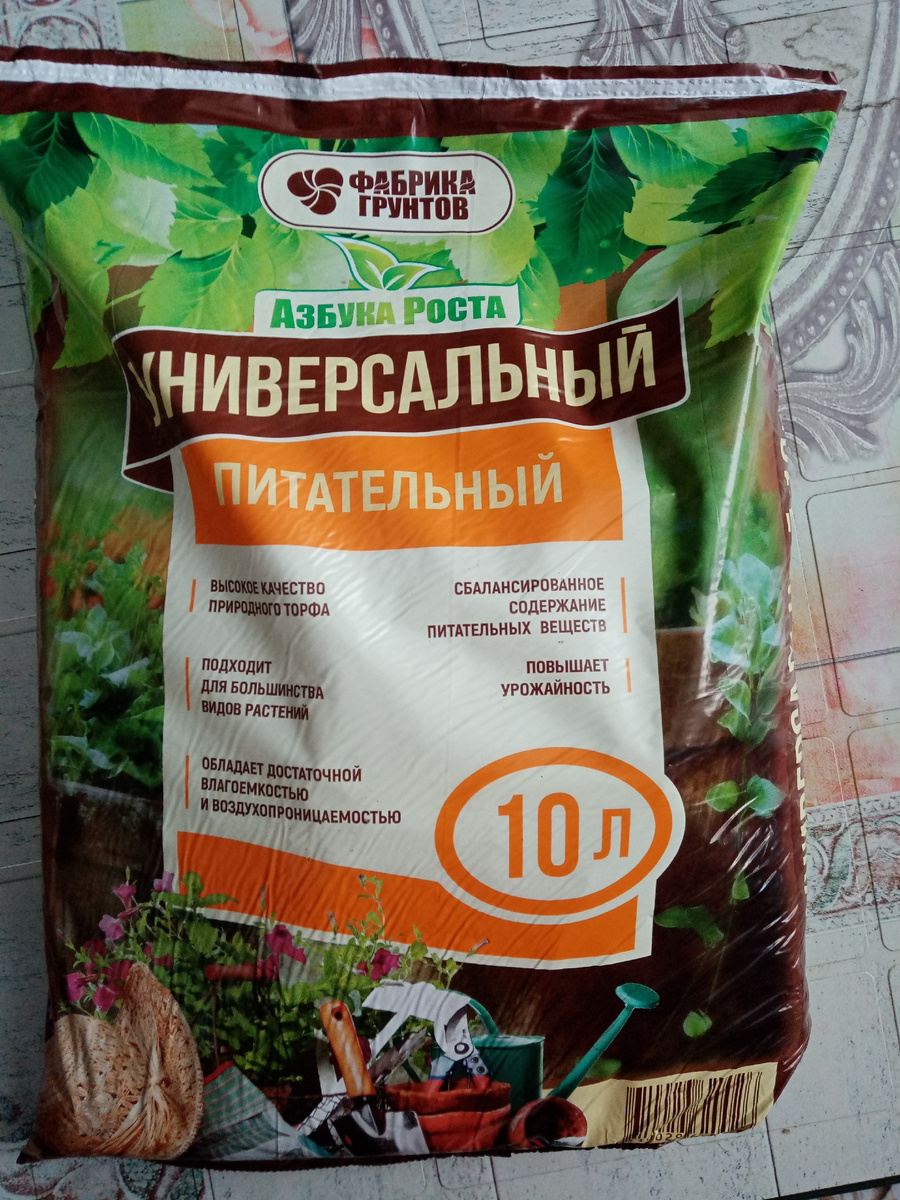 ФАБРИКА
ГРУНТОВ
АЗБУКА РОСТА
УНИВЕРСАЛЬНЫЙ
ПИТАТЕЛЬНЫЙ
ВЫСОКОЕ КАЧЕСТВО
ПРИРОДНОГО ТОРФА
ПОДХОДИТ
ДЛЯ БОЛЬШИНСТВА
ВИДОВ РАСТЕНИЙ
ОБЛАДАЕТ ДОСТАТОЧНОЙ
ВЛАГОЕМКОСТЬЮ
И ВОЗДУХОПРОНИЦАЕМОСТЬЮ
СБАЛАНСИРОВАННОЕ
СОДЕРЖАНИЕ
ПИТАТЕЛЬНЫХ ВЕЩЕСТВ
ПОВЫШАЕТ
УРОЖАЙНОСТЬ
10 Л